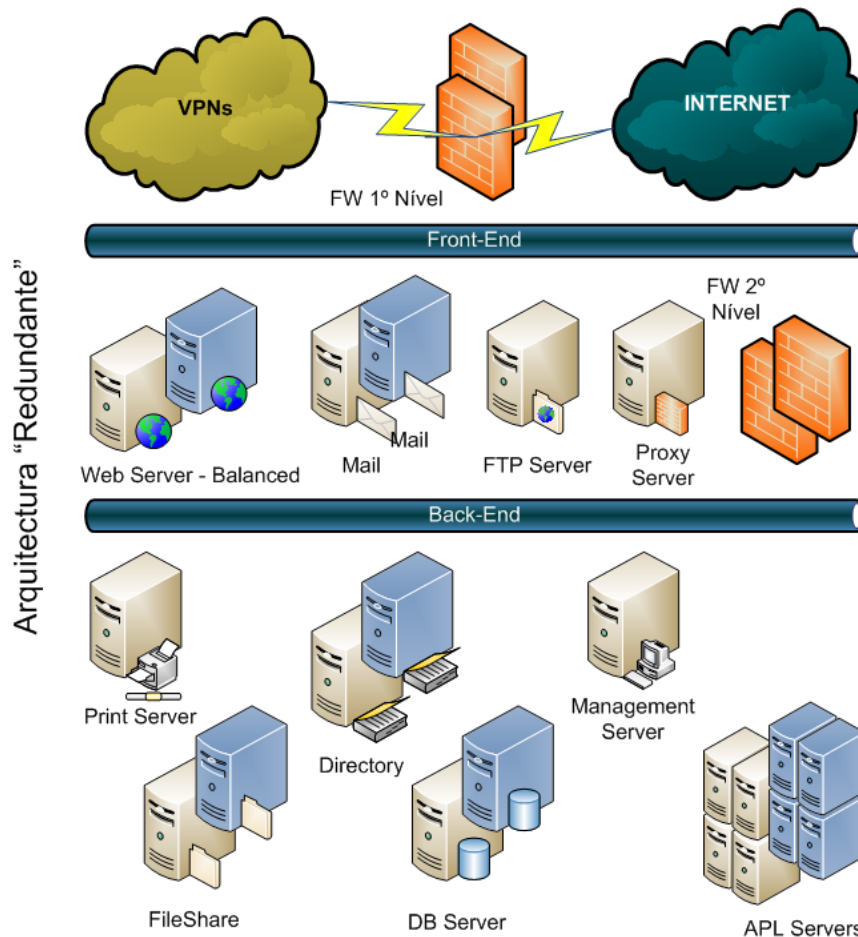 Arquitectura "Redundante"
VPNs
INTERNET
FW 1º Nível
Front-End
FW 2º
Nível
Web Server - Balanced
Mail
Mail
FTP Server
Proxy
Server
Back-End
Print Server
Directory
Management
Server
FileShare
DB Server
APL Servers